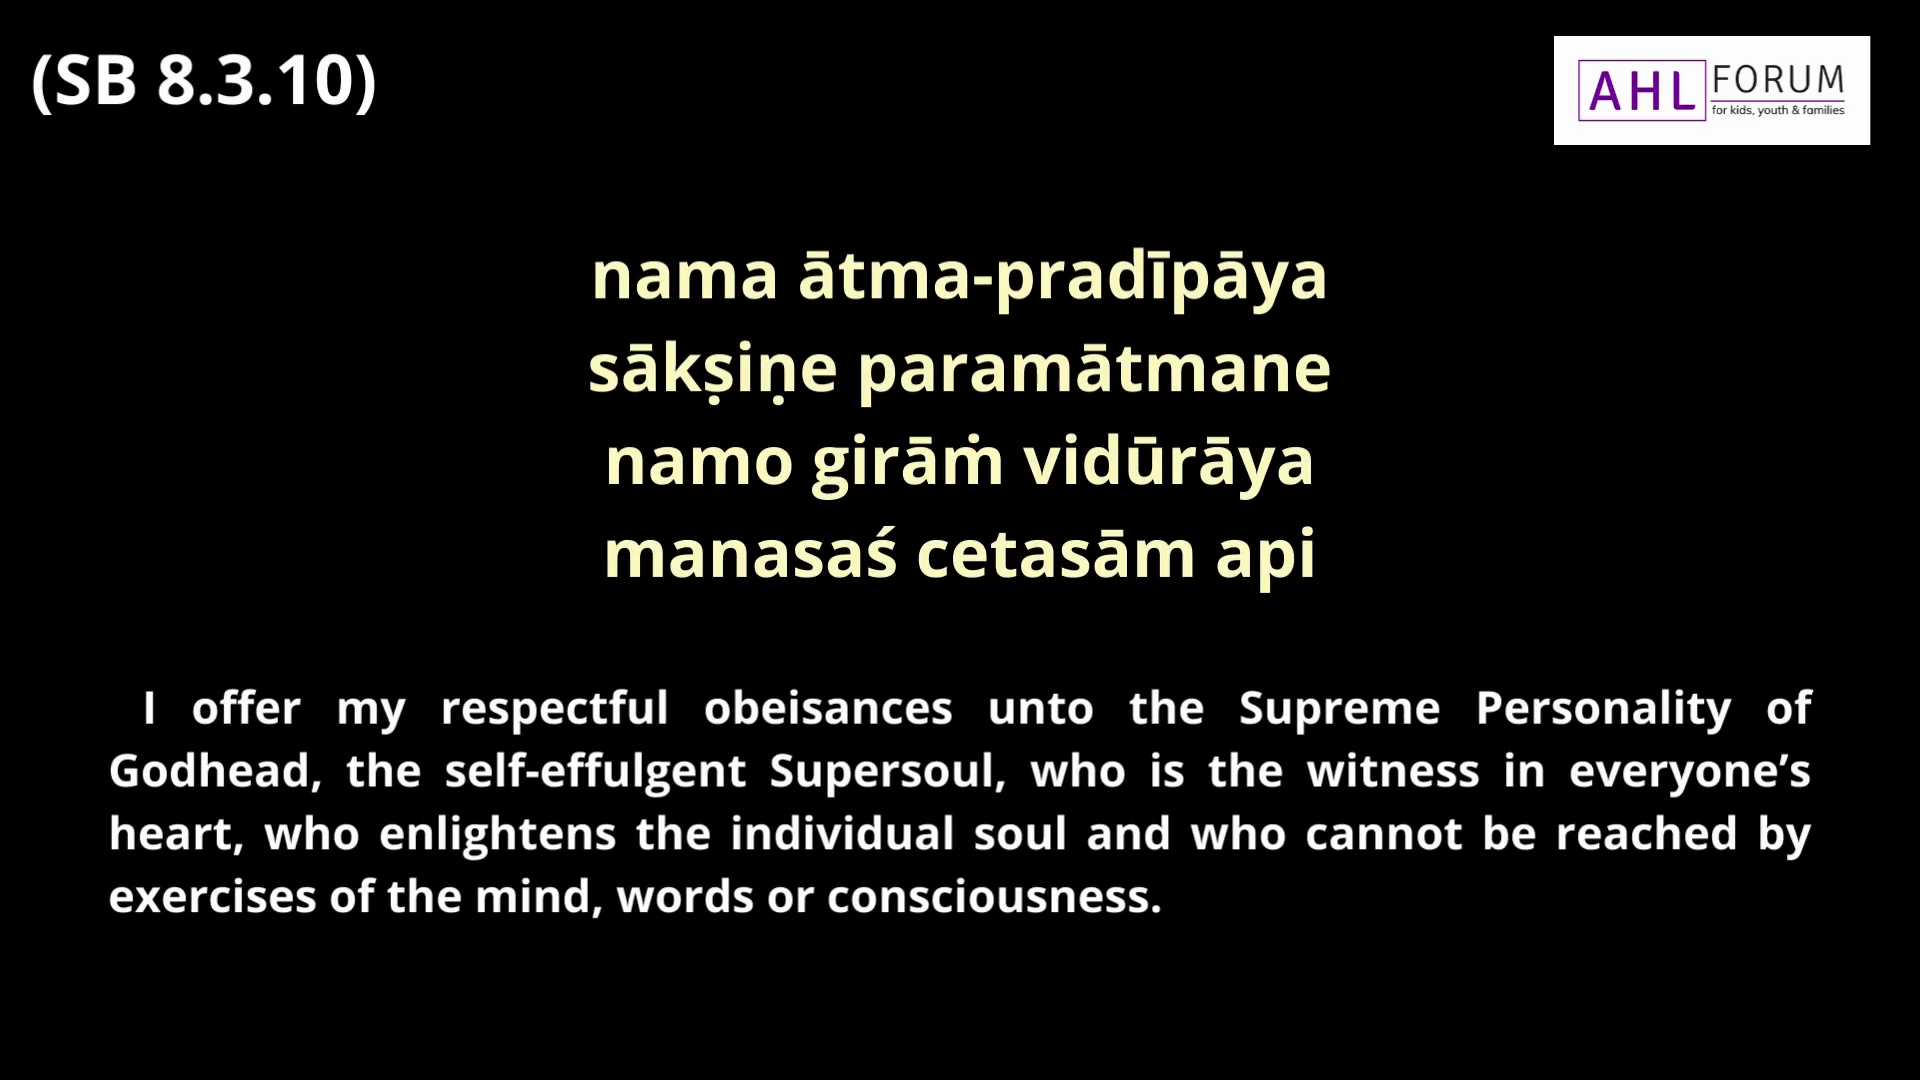 (SB 8.3.10)
AHL FORUM
for kids, youth & families
nama ātma-pradīpāya
sākṣiṇe paramātmane
namo girāṁ vidūrāya
manasaś cetasām api
I offer my respectful obeisances unto the Supreme Personality of
Godhead, the self-effulgent Supersoul, who is the witness in everyone’s
heart, who enlightens the individual soul and who cannot be reached by
exercises of the mind, words or consciousness.